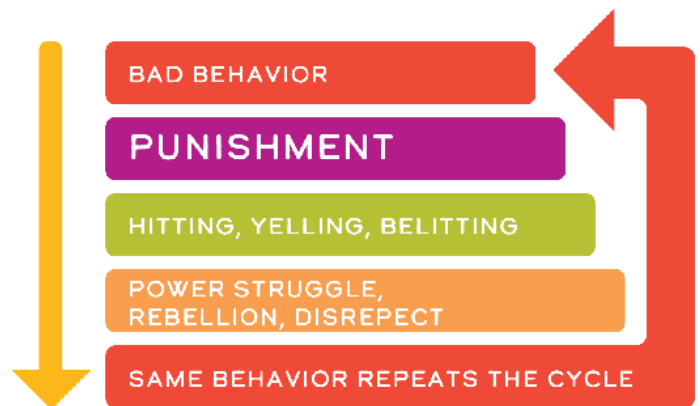 BAD BEHAVIOR
PUNISHMENT
HITTING, YELLING, BELITTING
POWER STRUGGLE,
REBELLION, DISREPECT
SAME BEHAVIOR REPEATS THE CYCLE